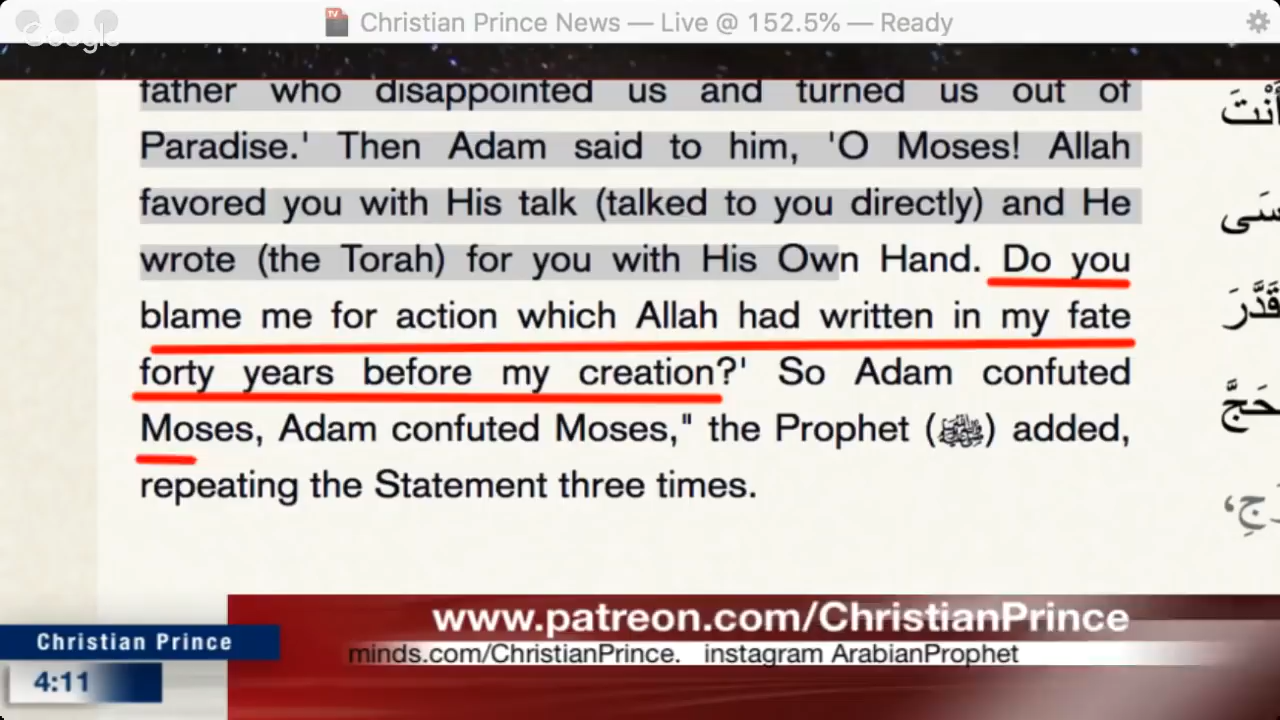 Christian Prince News — Live @ 152.5% — Ready
Google
father who disappointed us and turned us out of
Paradise.' Then Adam said to him, 'O Moses! Allah
favored you with His talk (talked to you directly) and He
wrote (the Torah) for you with His Own Hand. Do you
blame me for action which Allah had written in my fate
forty years before my creation?' So Adam confuted
Moses, Adam confuted Moses," the Prophet (ﷺ) added,
repeating the Statement three times.
أَنْتَ
www.patreon.com/ChristianPrince
Christian Prince
minds.com/ChristianPrince. instagram ArabianProphet
4:11